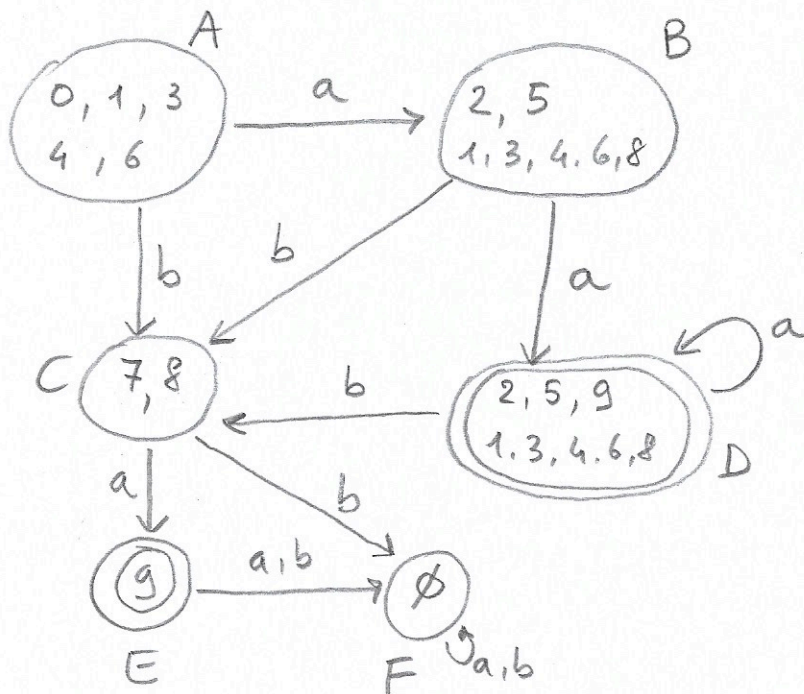 A
B
0, 1, 3
4, 6
a
2, 5
1, 3, 4. 6, 8
b
b
a
C
7, 8
b
2, 5, 9
1. 3, 4. 6, 8
a
D
a
b
9
a, b
∅
E
F
a, b